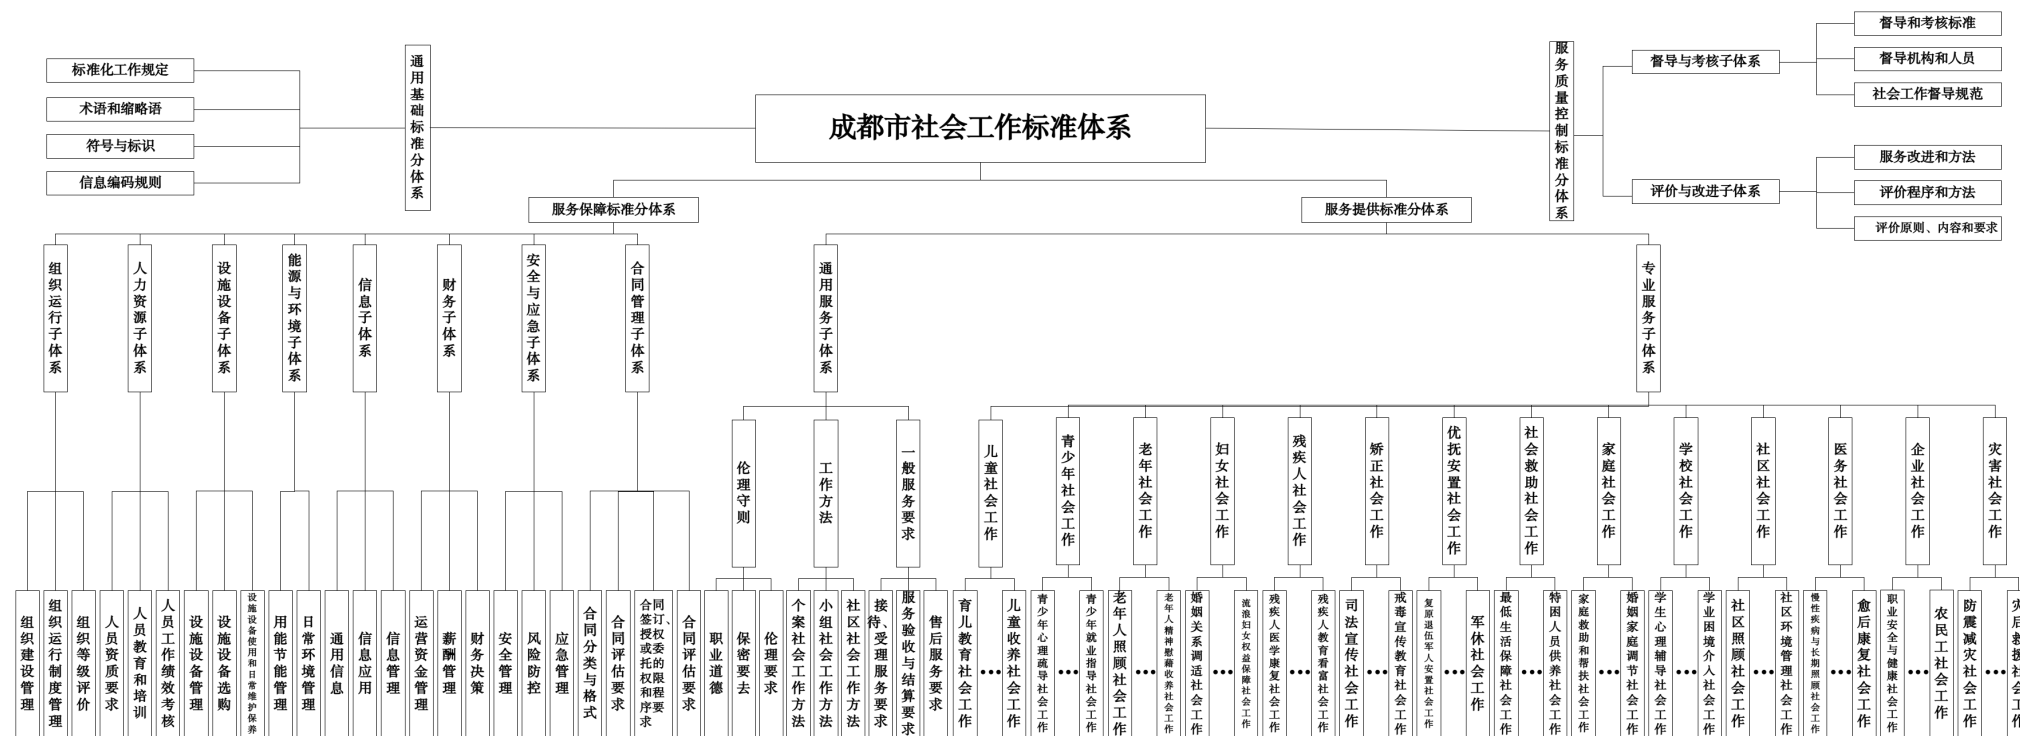 成都市社会工作标准体系
通用基础标准分体系
标准化工作规定
术语和缩略语
符号与标识
信息编码规则
服务质量控制标准分体系
督导与考核子体系
督导和考核标准
督导机构和人员
社会工作督导规范
评价与改进子体系
服务改进和方法
评价程序和方法
评价原则、内容和要求
服务保障标准分体系
服务提供标准分体系
组织运行子体系
人力资源子体系
设施设备子体系
能源与环境子体系
信息子体系
财务子体系
安全与应急子体系
合同管理子体系
通用服务子体系
专业服务子体系
伦理守则
工作方法
一般服务要求
儿童社会工作
青少年社会工作
老年社会工作
妇女社会工作
残疾人社会工作
矫正社会工作
优抚安置社会工作
社会救助社会工作
家庭社会工作
学校社会工作
社区社会工作
医务社会工作
企业社会工作
灾害社会工作
组织建设管理
组织运行制度管理
组织等级评价
人员资质要求
人员教育和培训
人员工作绩效考核
设施设备管理
设施设备选购
设施设备使用和日常维护保养
用能节能管理
日常环境管理
通用信息
信息应用
信息管理
运营资金管理
薪酬管理
财务决策
安全管理
风险防控
应急管理
合同分类与格式
合同评估要求
合同签订、授权或委托的权限和程序要求
合同评估要求
职业道德
保密要去
伦理要求
个案社会工作方法
小组社会工作方法
社区社会工作方法
接待、受理服务要求
服务验收与结算要求
售后服务要求
育儿教育社会工作
•••
儿童收养社会工作
青少年心理疏导社会工作
•••
青少年就业指导社会工作
老年人照顾社会工作
•••
老年人精神慰藉收养社会工作
婚姻关系调适社会工作
•••
流浪妇女权益保障社会工作
残疾人医学康复社会工作
•••
残疾人教育看富社会工作
司法宣传社会工作
•••
戒毒宣传教育社会工作
复原退伍军人安置社会工作
•••
军休社会工作
最低生活保障社会工作
•••
特困人员供养社会工作
家庭救助和帮扶社会工作
•••
婚姻家庭调节社会工作
学生心理辅导社会工作
•••
学业困境介入社会工作
社区照顾社会工作
•••
社区环境管理社会工作
慢性疾病与长期照顾社会工作
•••
愈后康复社会工作
职业安全与健康社会工作
•••
农民工社会工作
防震减灾社会工作
•••
灾后救援社会工作